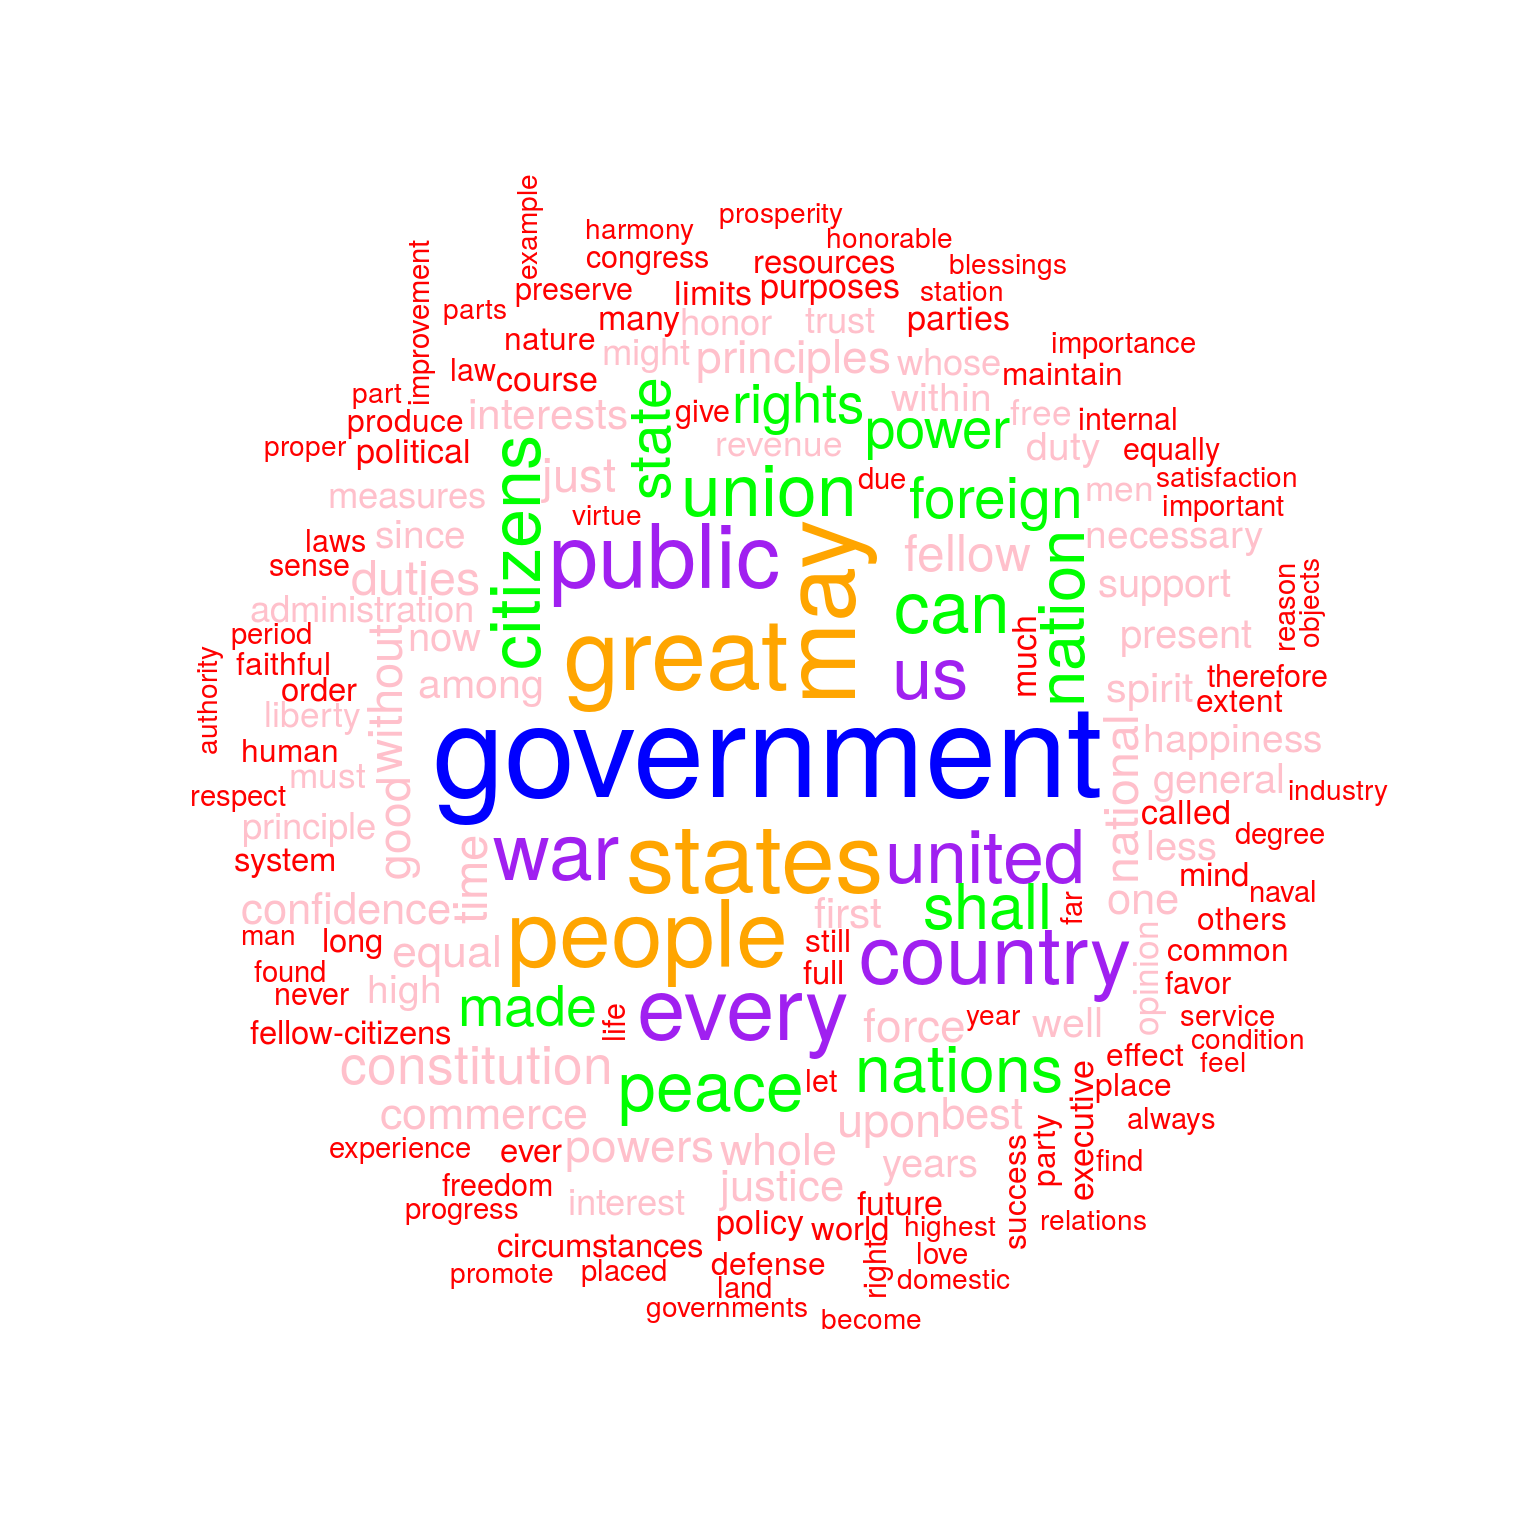 example
prosperity
harmony
honorable
congress
resources
blessings
improvement
preserve
limits
purposes
station
parts
many
honor
trust
parties
nature
might
principles
whose
importance
law
course
maintain
part
interests
state
give
rights
within
free
internal
produce
power
proper
political
citizens
revenue
duty
equally
just
union
due
foreign
men
satisfaction
measures
important
virtue
laws
since
public
may
fellow
nation
necessary
sense
duties
support
reason
objects
administration
can
period
without
now
great
much
present
authority
faithful
us
order
among
spirit
therefore
extent
liberty
human
government
national
happiness
must
good
general
respect
industry
principle
called
system
time
war
states
united
less
degree
mind
confidence
first
shall
far
one
naval
man
long
equal
people
still
country
opinion
others
common
found
never
high
full
favor
made
life
every
force
year
well
service
fellow-citizens
condition
constitution
peace
let
nations
executive
effect
feel
place
commerce
upon
best
party
always
experience
ever
powers
whole
years
success
find
freedom
justice
progress
interest
future
policy
world
highest
relations
circumstances
right
love
promote
placed
defense
domestic
land
governments
become